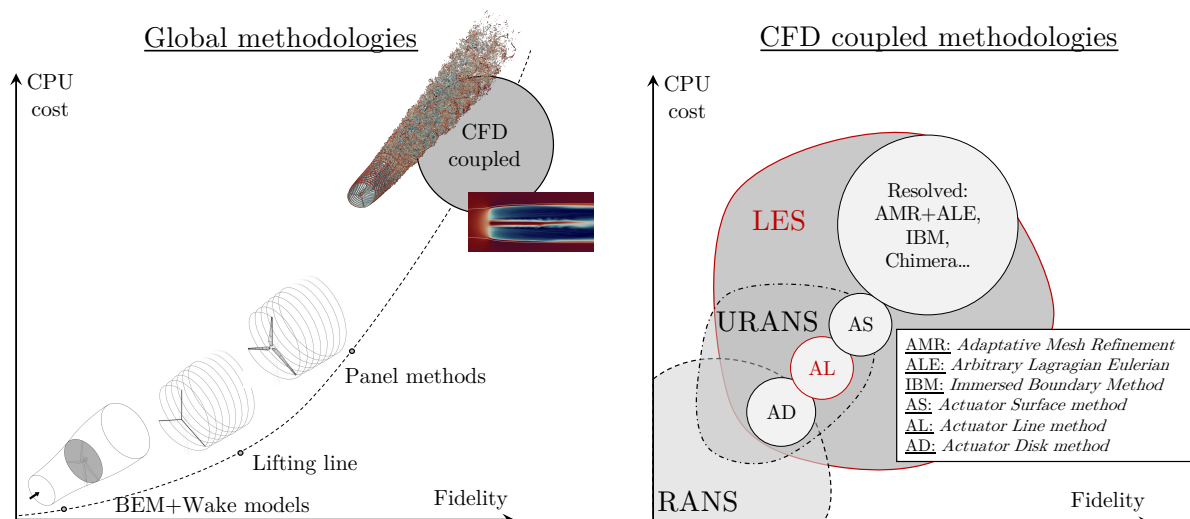 Global methodologies
CPU
cost
CFD
coupled
Panel methods
Lifting line
BEM+Wake models
Fidelity
CFD coupled methodologies
CPU
cost
Resolved:
AMR+ALE,
IBM,
Chimera...
LES
URANS
AS
AL
AD
RANS
AMR: Adaptative Mesh Refinement
ALE: Arbitrary Lagragian Eulerian
IBM: Immersed Boundary Method
AS: Actuator Surface method
AL: Actuator Line method
AD: Actuator Disk method
Fidelity